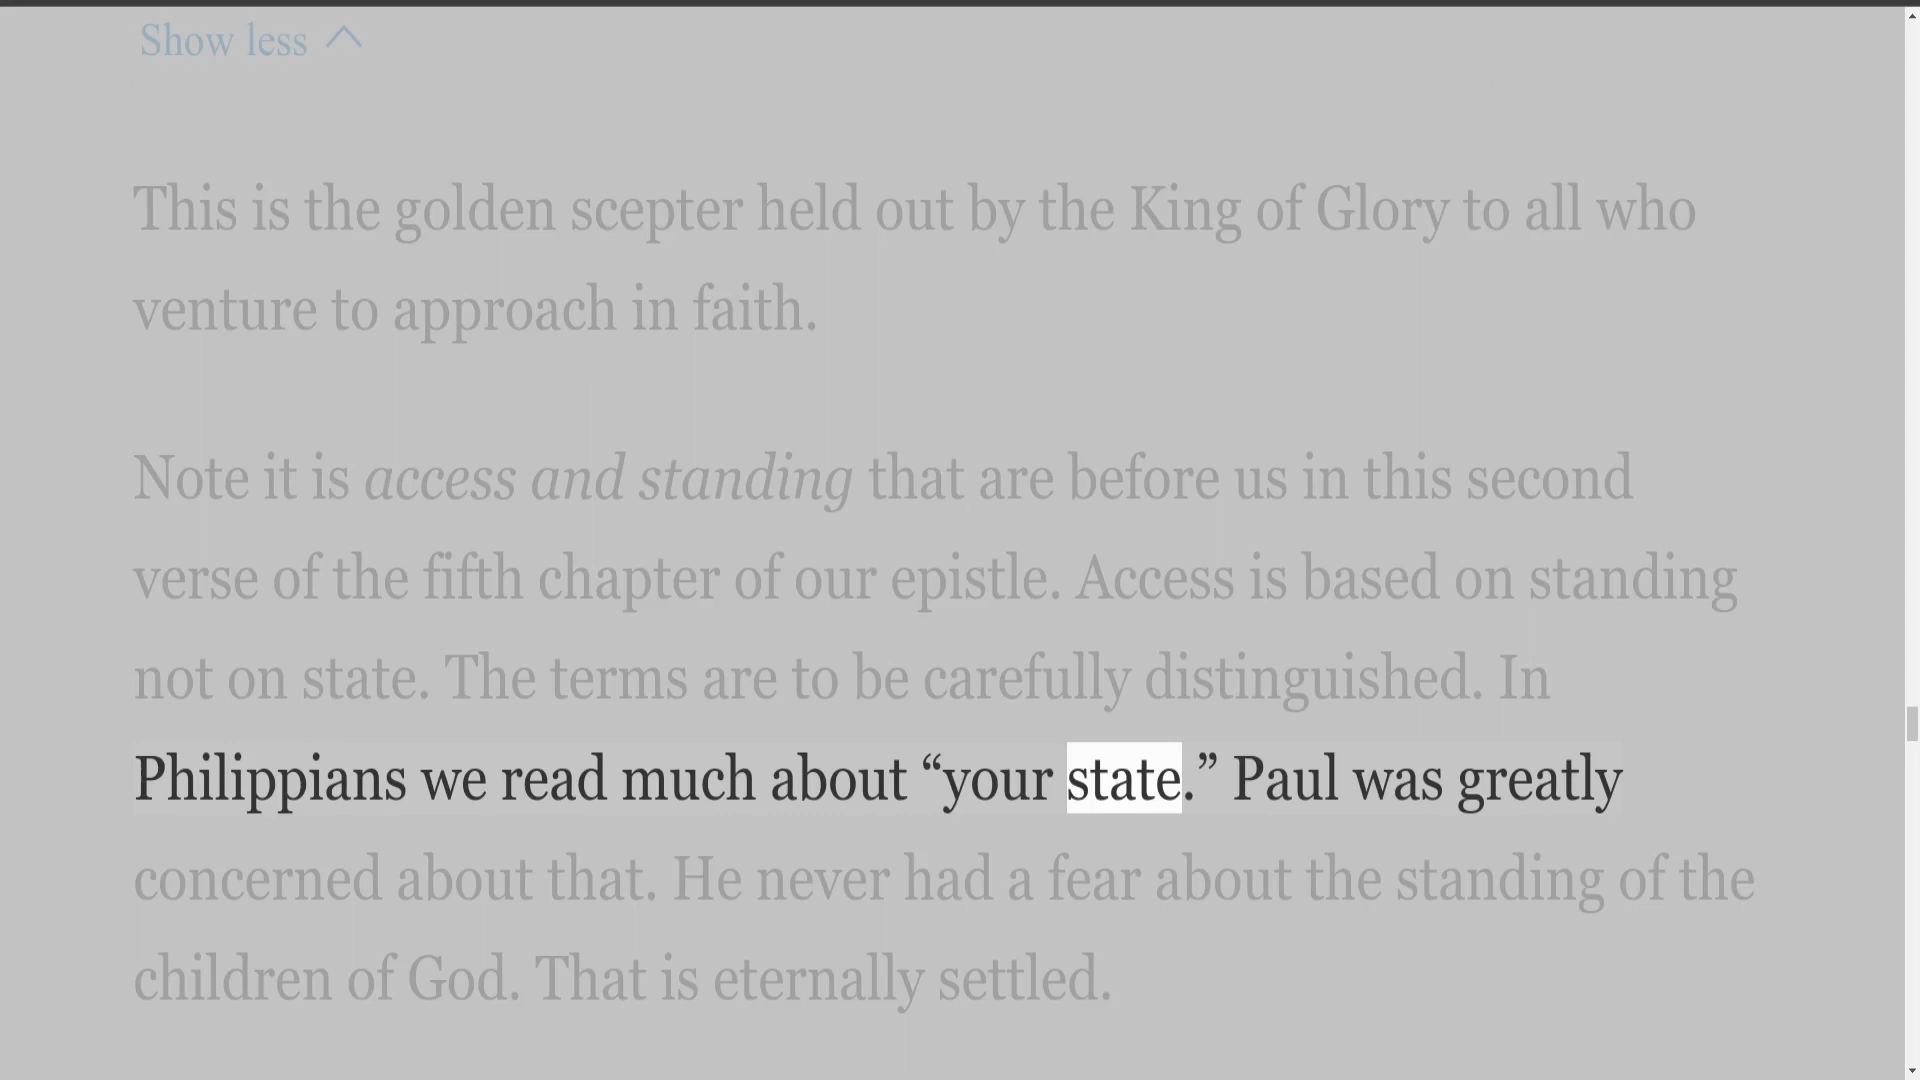 Show less
This is the golden scepter held out by the King of Glory to all who
venture to approach in faith.
Note it is access and standing that are before us in this second
verse of the fifth chapter of our epistle. Access is based on standing
not on state. The terms are to be carefully distinguished. In
Philippians we read much about “your state.” Paul was greatly
concerned about that. He never had a fear about the standing of the
children of God. That is eternally settled.